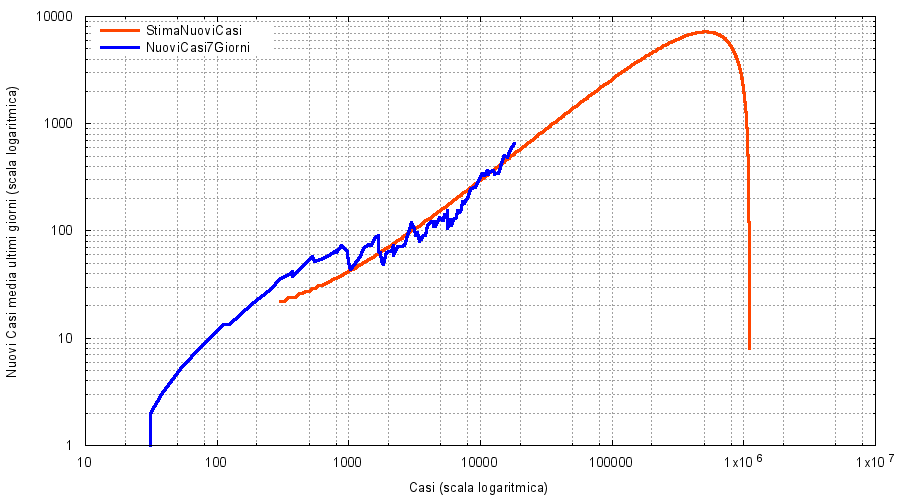 10000
1000
100
10
1
StimaNuoviCasi
NuoviCasi7Giorni
Nuovi Casi media ultimi giorni (scala logaritmica)
10 100 1000 10000 100000 1x10^6 1x10^7
Casi (scala logaritmica)